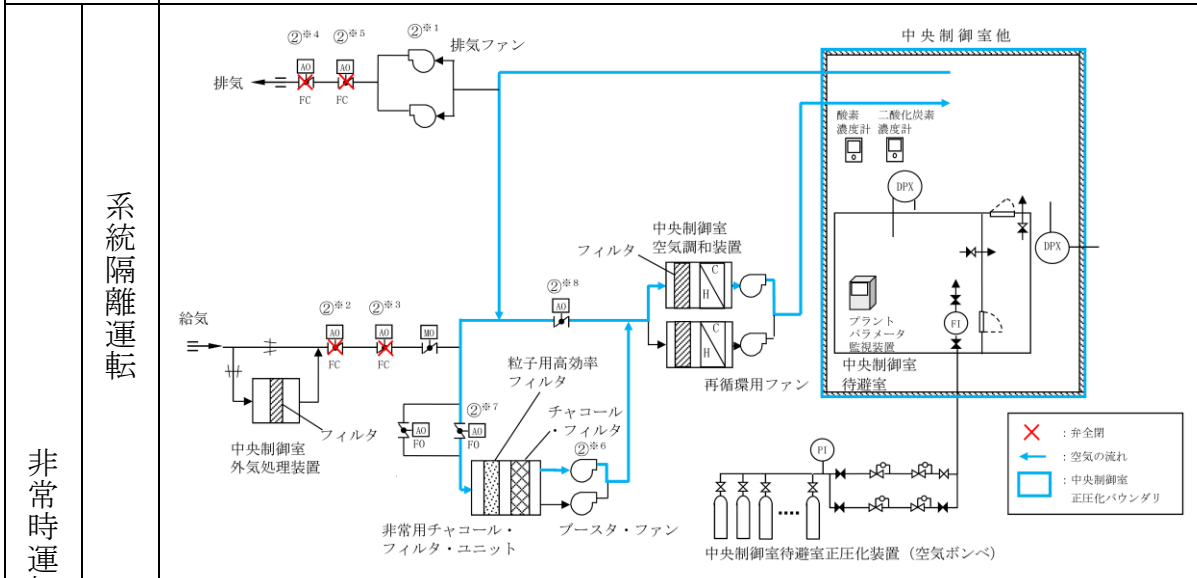 系統隔離運転
非常時運
中央制御室他
②※4
②※5
②※1
排気ファン
AO
AO
排気
FC
FC
酸素
濃度計
二酸化炭素
濃度計
DPX
DPX
中央制御室
空気調和装置
フィルタ
C
H
C
H
再循環用ファン
②※8
AO
給気
②※2
②※3
AO
AO
MO
FC
FC
フィルタ
中央制御室
外気処理装置
粒子用高効率
フィルタ
②※7
AO
FO
AO
FO
チャコール
・フィルタ
②※6
ブースタ・ファン
非常用チャコール・
フィルタ・ユニット
プラント
パラメータ
監視装置
FI
中央制御室
待避室
PI
中央制御室待避室正圧化装置（空気ボンベ）
：弁全閉
：空気の流れ
：中央制御室
正圧化バウンダリ